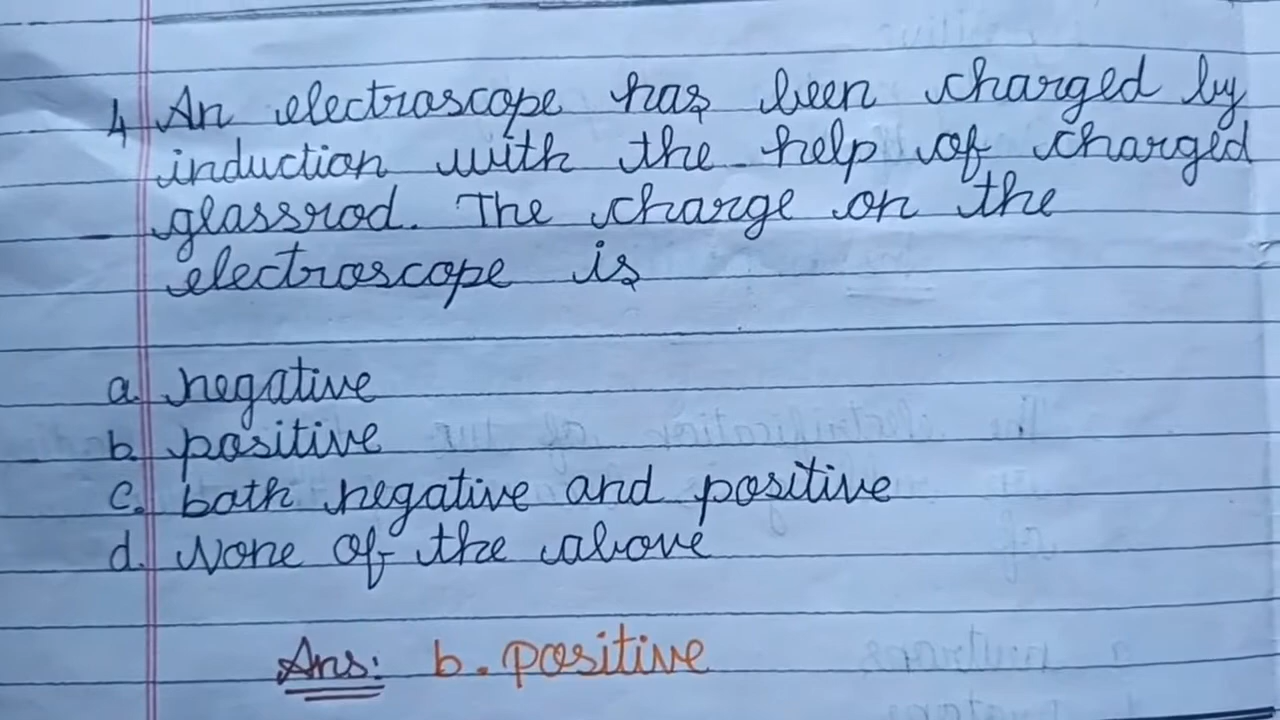 4 An electroscope has been charged by
induction with the help of charged
glassrod. The charge on the
electroscope is
a. negative
b. positive
c. both negative and positive
d. None of the above
Ans: b. positive